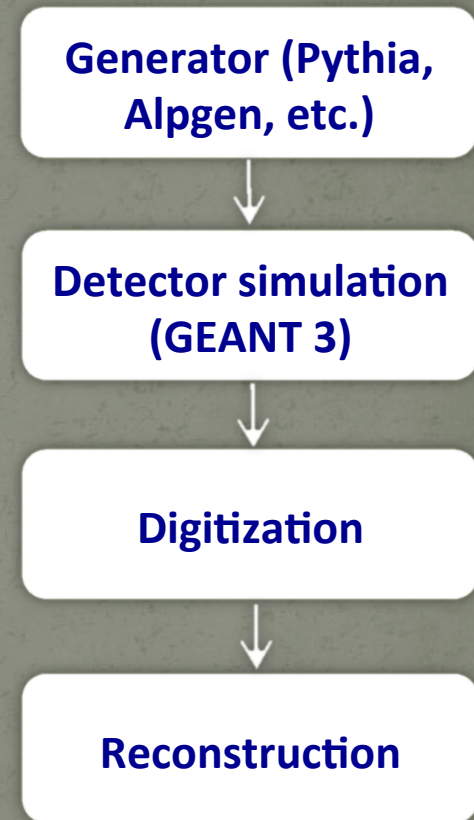 Generator (Pythia,
Alpgen, etc.)
Detector simulation
(GEANT 3)
Digitization
Reconstruction